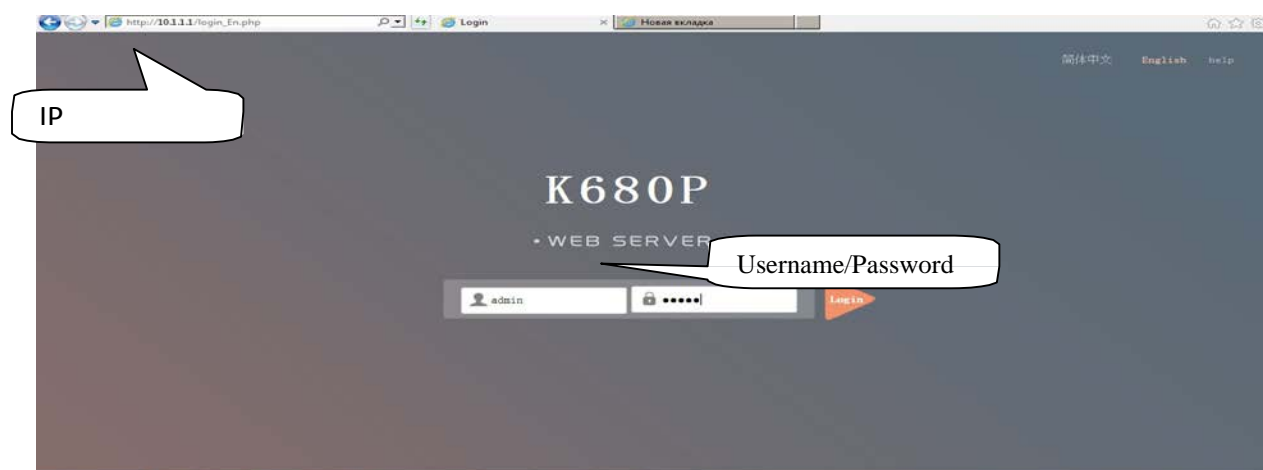 http://10.1.1.1/login_En.php Login Новая вкладка
简体中文 English help
IP
K680P
• WEB SERVER
Username/Password
admin ••••• Login